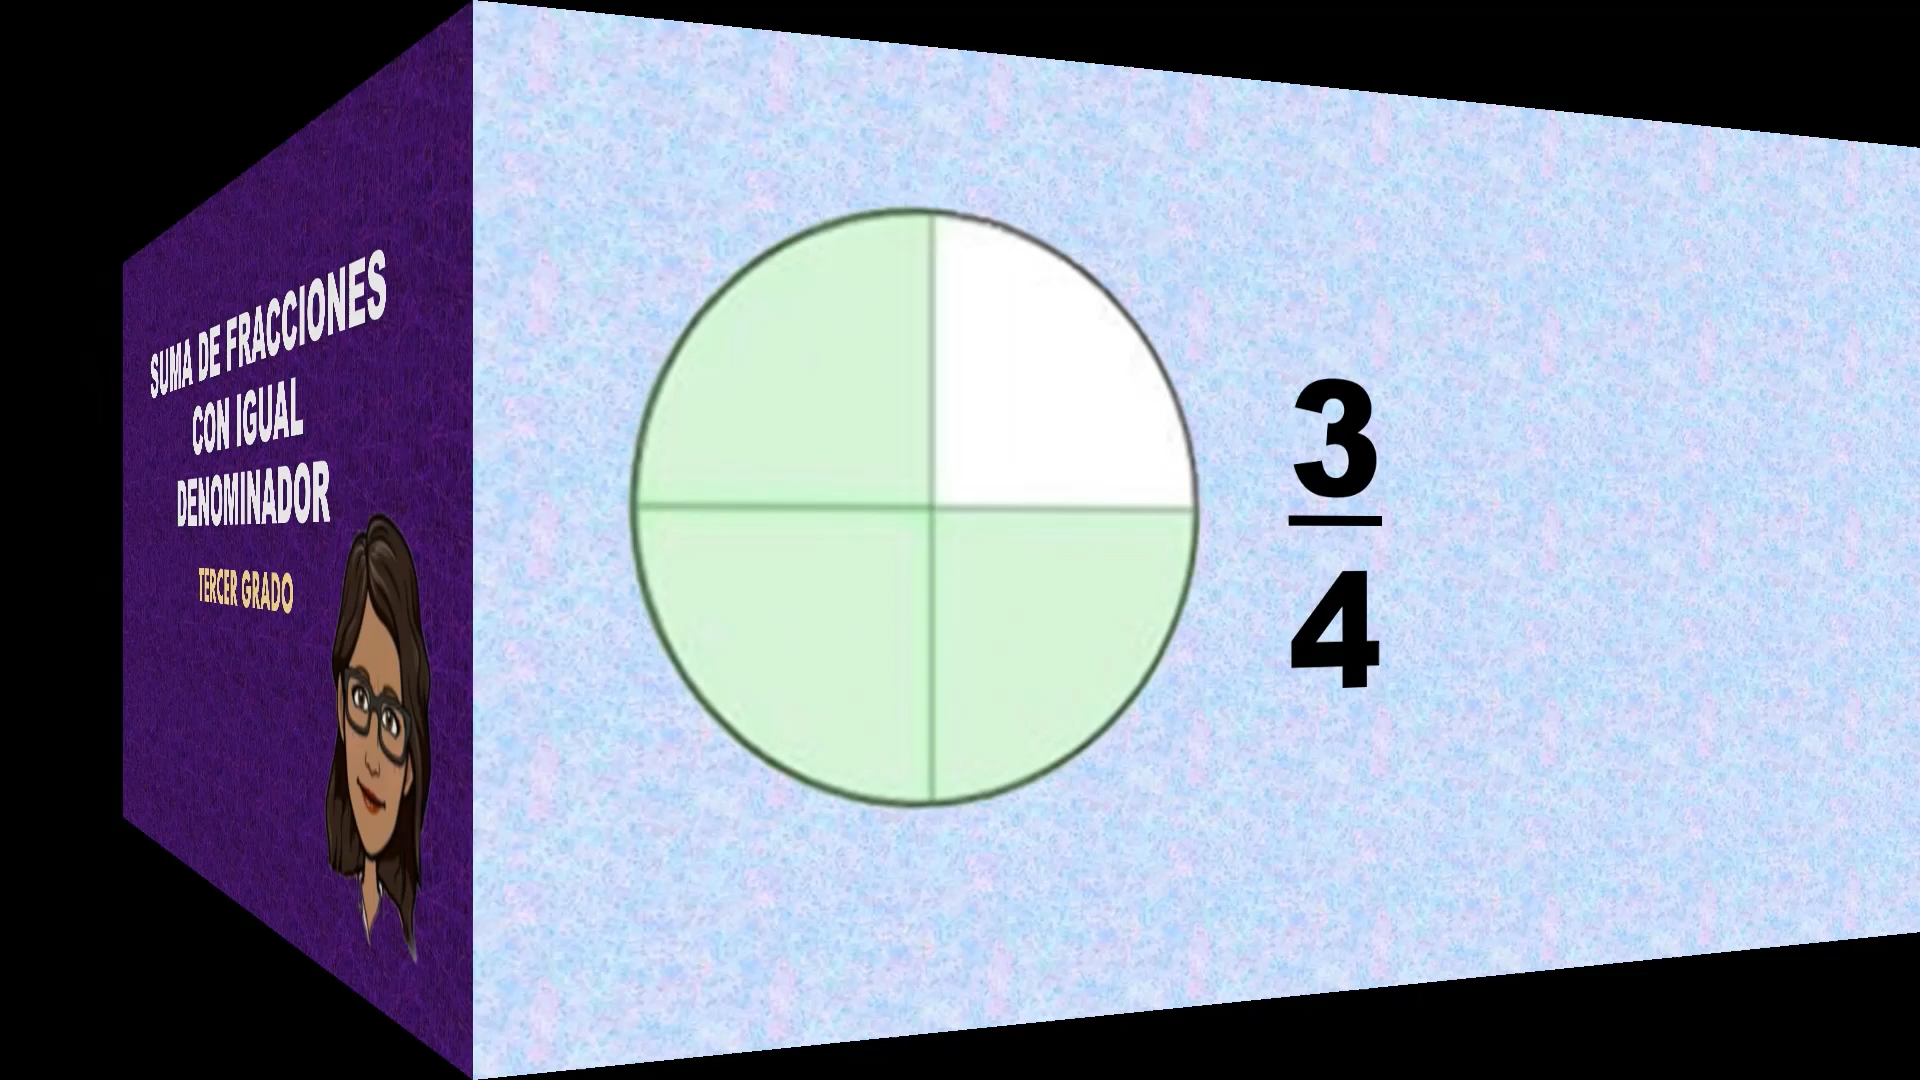 SUMA DE FRACCIONES
CON IGUAL
DENOMINADOR
TERCER GRADO
3
4